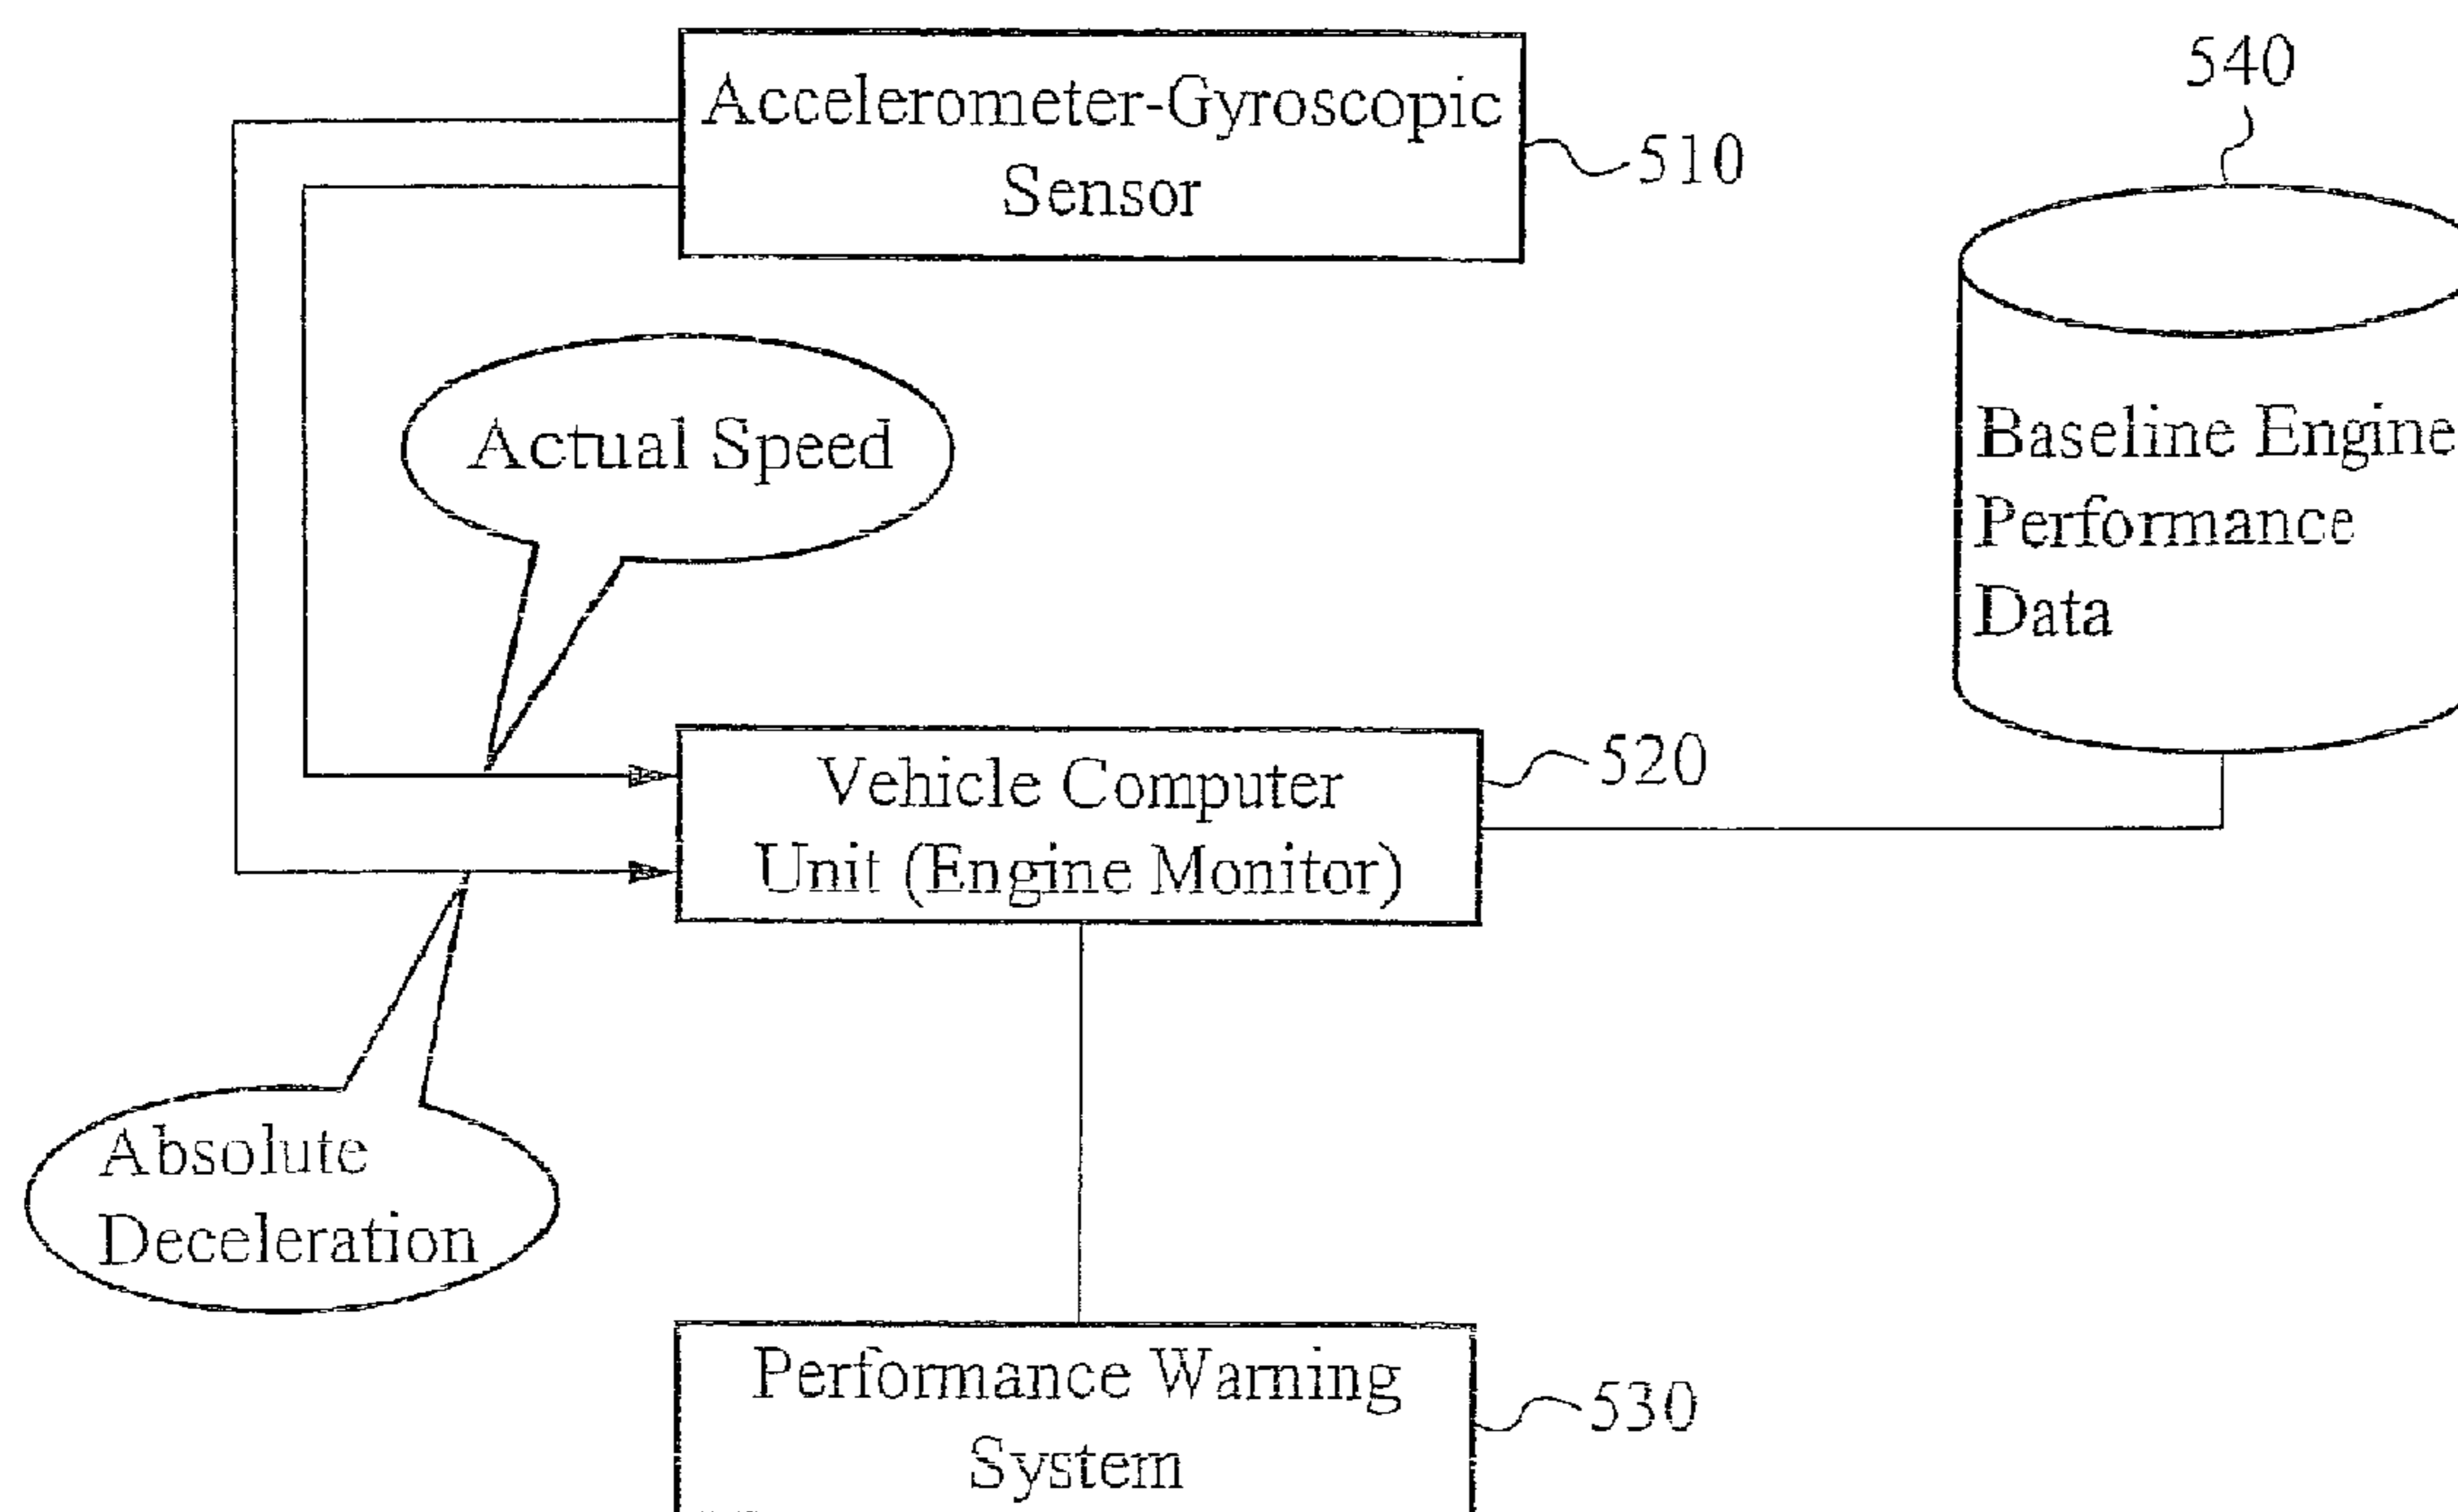 540
Accelerometer-Gyroscopic
Sensor
510
Actual Speed
Baseline Engine
Performance
Data
Vehicle Computer
Unit (Engine Monitor)
520
Absolute
Deceleration
Performance Warning
System
530